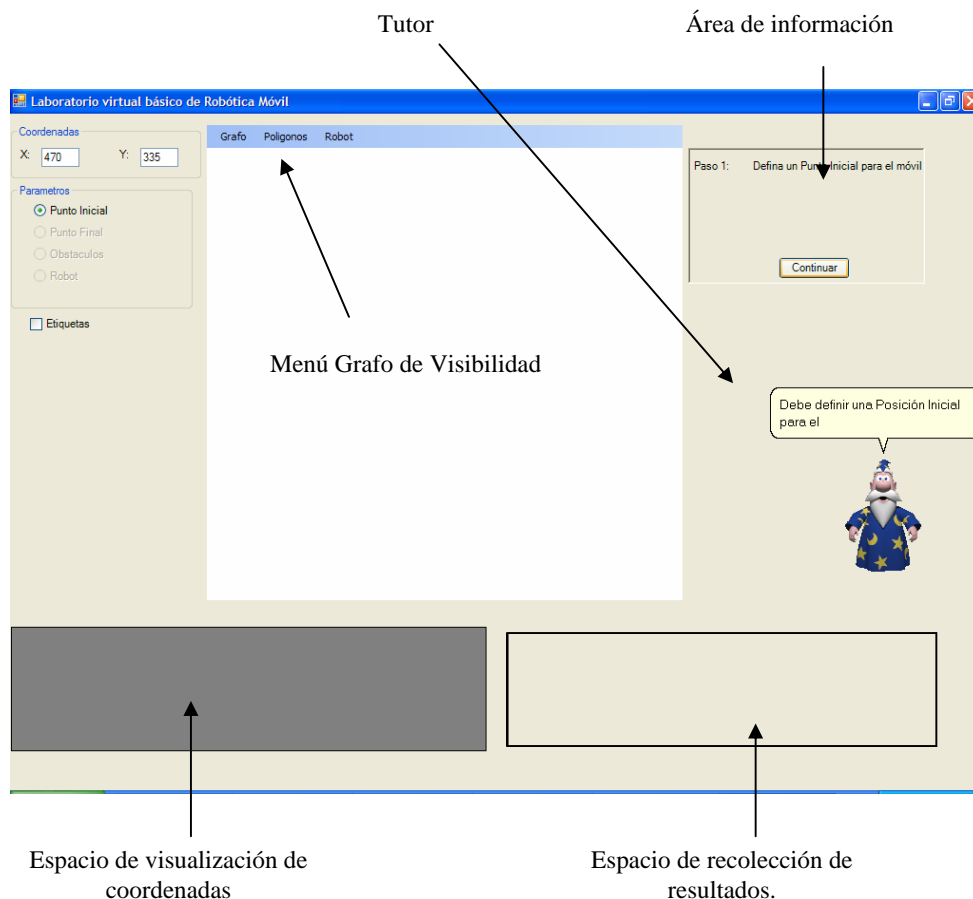 Tutor
Área de información
Laboratorio virtual básico de Robótica Móvil
Coordenadas
X: 470 Y: 335
Parametros
Punto Inicial
Punto Final
Obstaculos
Robot
Etiquetas
Grafo Poligonos Robot
Menú Grafo de Visibilidad
Paso 1: Defina un Punto Inicial para el móvil
Continuar
Debe definir una Posición Inicial
para el
Espacio de visualización de
coordenadas
Espacio de recolección de
resultados.